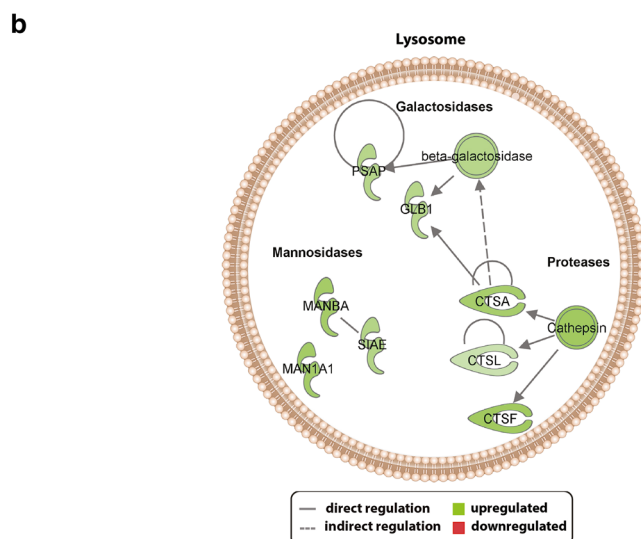 b
Lysosome
Galactosidases
beta-galactosidase
PSAP
GLB1
Mannosidases
Proteases
MANBA
CTSA
Cathepsin
SIAE
CTSL
MAN1A1
CTSF
direct regulation
upregulated
indirect regulation
downregulated